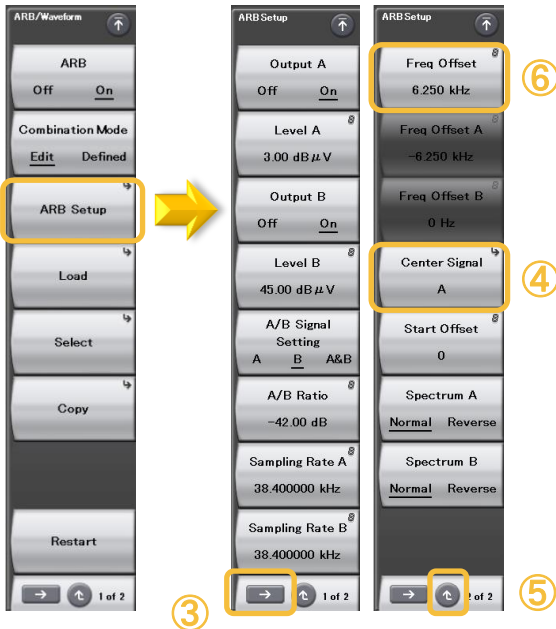 ARB/Waveform
ARB
Off On
Combination Mode
Edit Defined
ARB Setup
Load
Select
Copy
Restart
1 of 2
ARB Setup
Output A
Off On
Level A
3.00 dBμV
Output B
Off On
Level B
45.00 dBμV
A/B Signal
Setting
A B A&B
A/B Ratio
-42.00 dB
Sampling Rate A
38.400000 kHz
Sampling Rate B
38.400000 kHz
1 of 2
③
ARB Setup
Freq Offset
6.250 kHz
⑥
Freq Offset A
-6.250 kHz
Freq Offset B
0 Hz
Center Signal
A
④
Start Offset
0
Spectrum A
Normal Reverse
Spectrum B
Normal Reverse
2 of 2
⑤